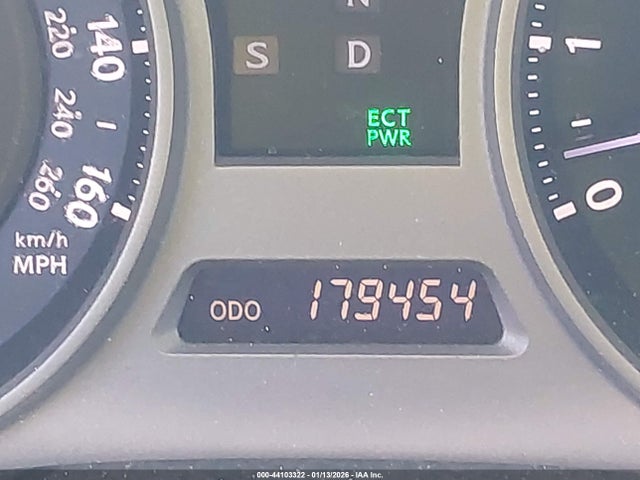 N
S D
ECT
PWR
140
160
220
240
260
km/h
MPH
1
0
ODO 179454
000-44103322 - 01/13/2026 - IAA Inc.